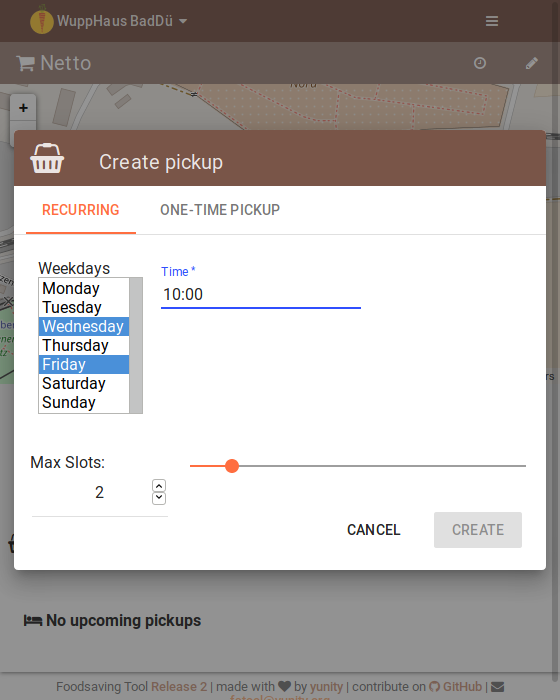 WuppHaus BadDü
Netto
Nord
+
Create pickup
RECURRING
ONE-TIME PICKUP
Weekdays
Time *
Monday
Tuesday
Wednesday
Thursday
Friday
Saturday
Sunday
10:00
Max Slots:
2
CANCEL
CREATE
No upcoming pickups
Foodsaving Tool Release 2 | made with by yunity | contribute on GitHub |